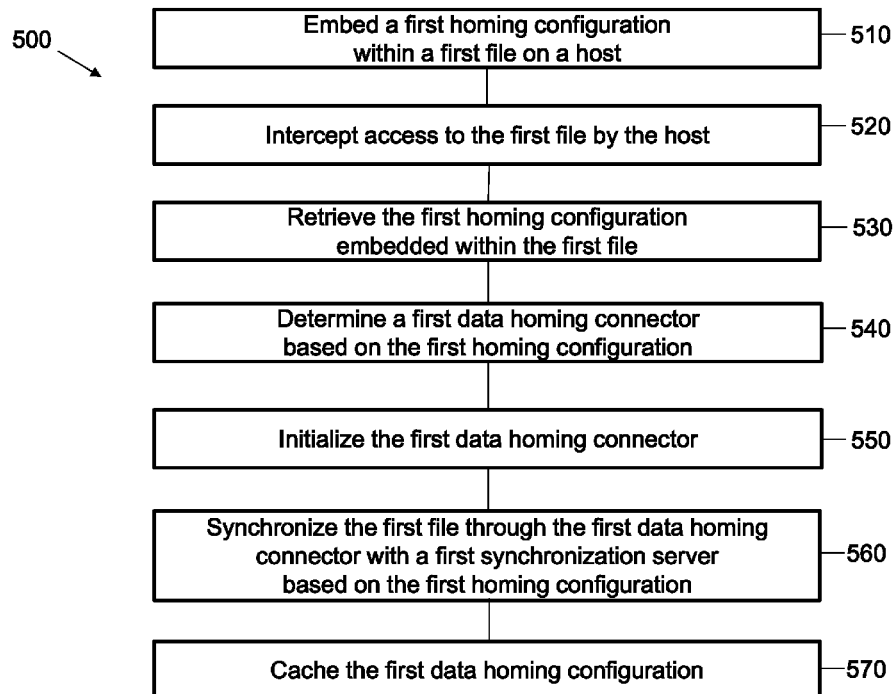 500
Embed a first homing configuration
within a first file on a host
510
Intercept access to the first file by the host
520
Retrieve the first homing configuration
embedded within the first file
530
Determine a first data homing connector
based on the first homing configuration
540
Initialize the first data homing connector
550
Synchronize the first file through the first data homing
connector with a first synchronization server
based on the first homing configuration
560
Cache the first data homing configuration
570